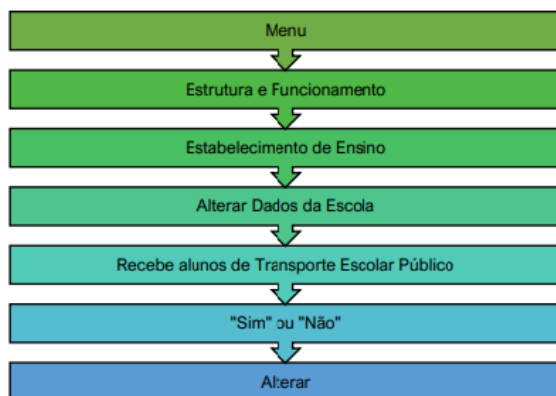 Menu
Estrutura e Funcionamento
Estabelecimento de Ensino
Alterar Dados da Escola
Recebe alunos de Transporte Escolar Público
"Sim" ou "Não"
Alterar